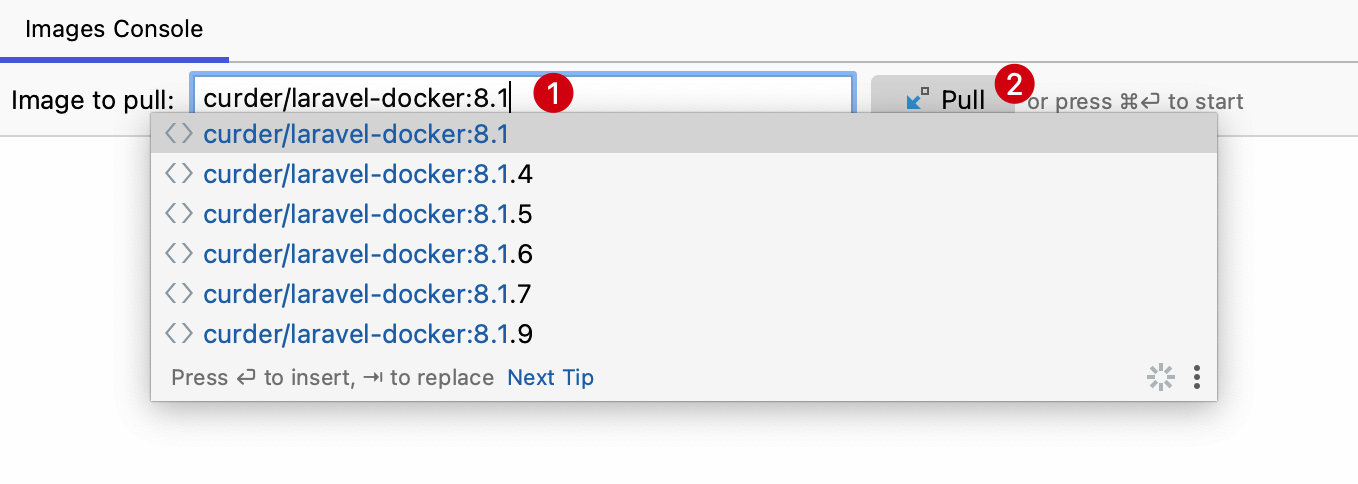 Images Console
Image to pull: curder/laravel-docker:8.1 1 Pull 2 or press ⌘⏎ to start
curder/laravel-docker:8.1
curder/laravel-docker:8.1.4
curder/laravel-docker:8.1.5
curder/laravel-docker:8.1.6
curder/laravel-docker:8.1.7
curder/laravel-docker:8.1.9
Press ⏎ to insert, ⇥ to replace Next Tip